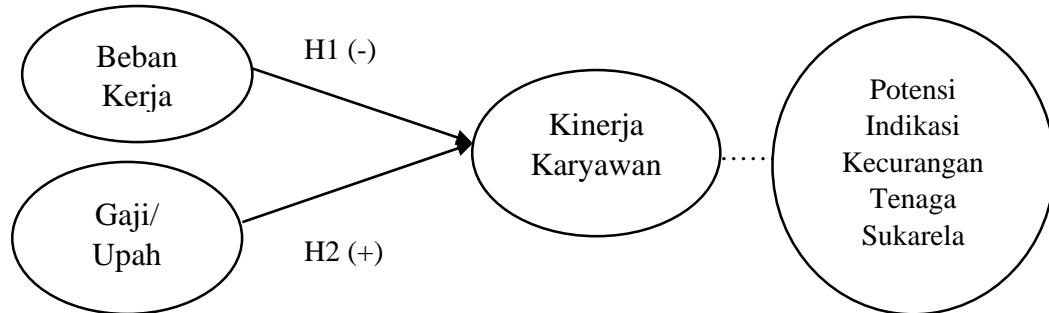 Beban
Kerja
H1 (-)
Gaji/
Upah
H2 (+)
Kinerja
Karyawan
......
Potensi
Indikasi
Kecurangan
Tenaga
Sukarela